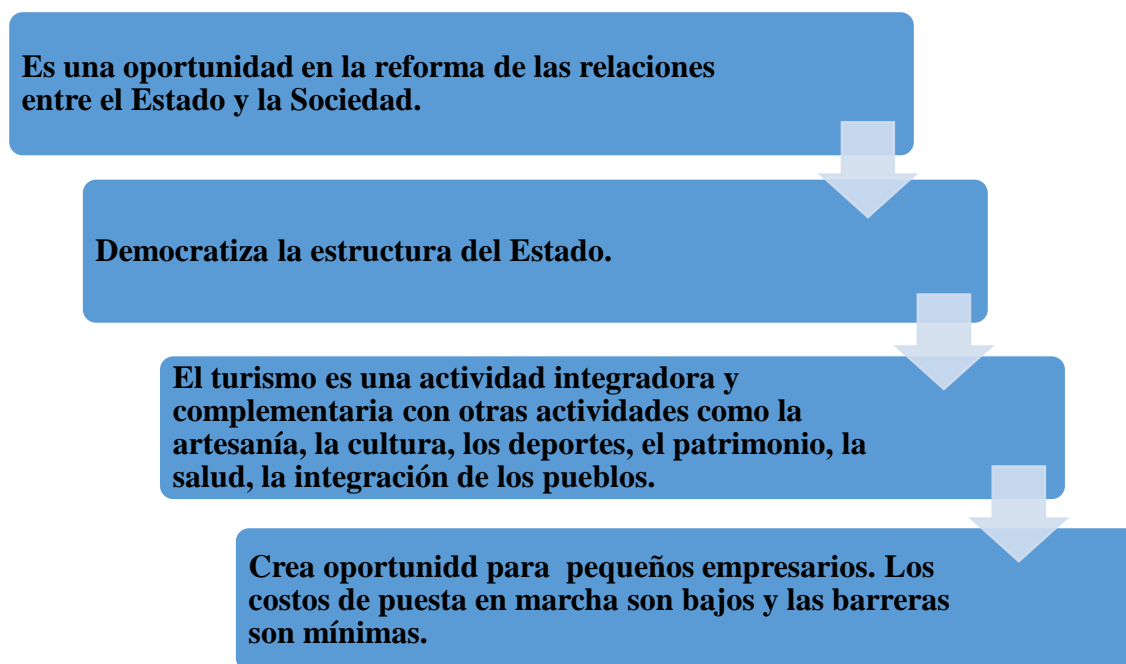 Es una oportunidad en la reforma de las relaciones
entre el Estado y la Sociedad.
Democratiza la estructura del Estado.
El turismo es una actividad integradora y
complementaria con otras actividades como la
artesanía, la cultura, los deportes, el patrimonio, la
salud, la integración de los pueblos.
Crea oportunidd para pequeños empresarios. Los
costos de puesta en marcha son bajos y las barreras
son mínimas.